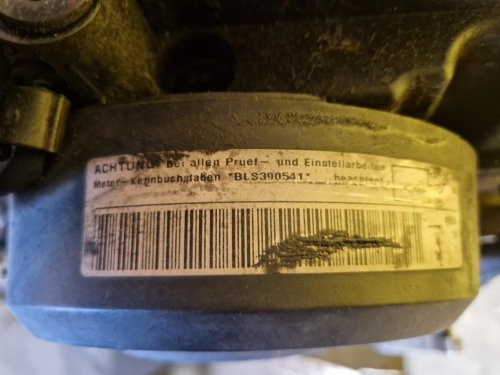 ACHTUNG! Bei allen Pruef- und Einstellarbeiten
Motor-Kennbuchstaben *BLS390541* beachten!